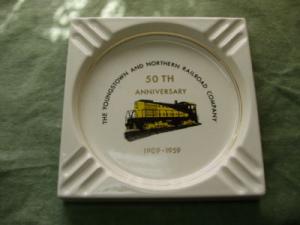 THE YOUNGSTOWN AND NORTHERN RAILROAD COMPANY
50 TH
ANNIVERSARY
1909-1959